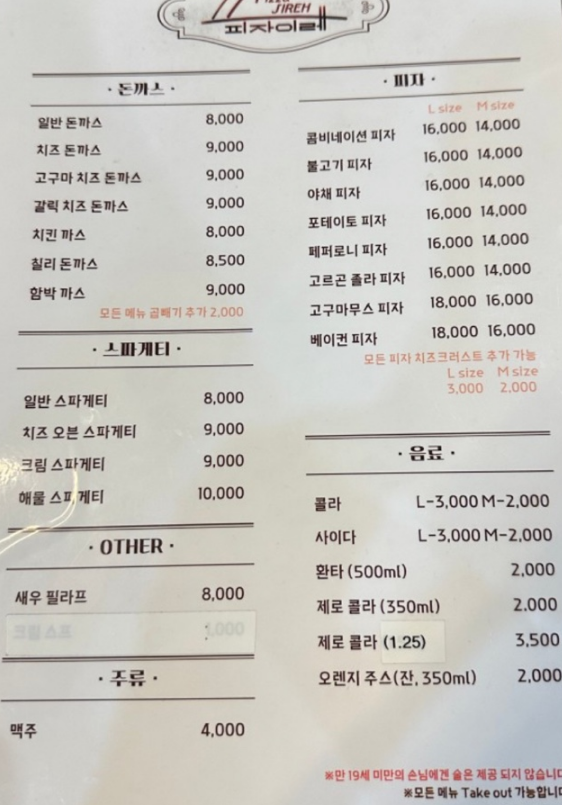 Pizza
JIREH
피자이레
· 돈까스 ·
일반 돈까스 8,000
치즈 돈까스 9,000
고구마 치즈 돈까스 9,000
갈릭 치즈 돈까스 9,000
치킨 까스 8,000
칠리 돈까스 8,500
함박 까스 9,000
모든 메뉴 곱빼기 추가 2,000
· 스파게티 ·
일반 스파게티 8,000
치즈 오븐 스파게티 9,000
크림 스파게티 9,000
해물 스파게티 10,000
· OTHER ·
새우 필라프 8,000
1,000
· 주류 ·
맥주 4,000
· 피자 ·
L size M size
콤비네이션 피자 16,000 14,000
불고기 피자 16,000 14,000
야채 피자 16,000 14,000
포테이토 피자 16,000 14,000
페퍼로니 피자 16,000 14,000
고르곤 졸라 피자 16,000 14,000
고구마무스 피자 18,000 16,000
베이컨 피자 18,000 16,000
모든 피자 치즈크러스트 추가 가능
L size M size
3,000 2,000
· 음료 ·
콜라 L-3,000 M-2,000
사이다 L-3,000 M-2,000
환타 (500ml) 2,000
제로 콜라 (350ml) 2.000
제로 콜라 (1.25) 3,500
오렌지 주스(잔, 350ml) 2,000
※만 19세 미만의 손님에겐 술은 제공 되지 않습니다
※모든 메뉴 Take out 가능합니다